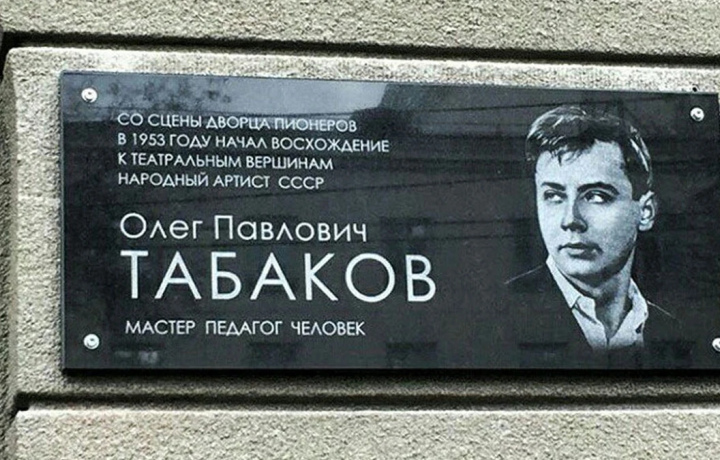 СО СЦЕНЫ ДВОРЦА ПИОНЕРОВ
В 1953 ГОДУ НАЧАЛ ВОСХОЖДЕНИЕ
К ТЕАТРАЛЬНЫМ ВЕРШИНАМ
НАРОДНЫЙ АРТИСТ СССР
Олег Павлович
ТАБАКОВ
МАСТЕР ПЕДАГОГ ЧЕЛОВЕК